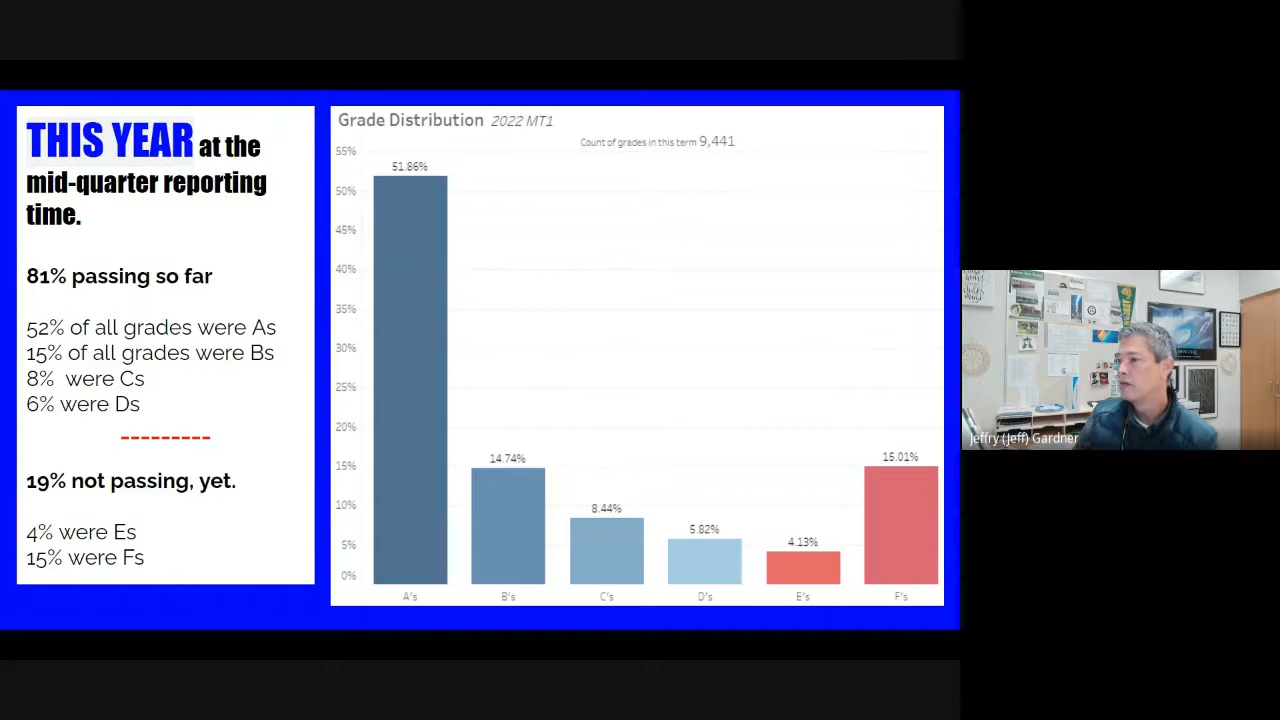 THIS YEAR at the
mid-quarter reporting
time.
81% passing so far
52% of all grades were As
15% of all grades were Bs
8% were Cs
6% were Ds
---------
19% not passing, yet.
4% were Es
15% were Fs
Grade Distribution 2022 MT1
Count of grades in this term 9,441
55%
50%
45%
40%
35%
30%
25%
20%
15%
10%
5%
0%
51.86%
14.74%
8.44%
5.82%
4.13%
15.01%
A's B's C's D's E's F's
Jeffry (Jeff) Gardner